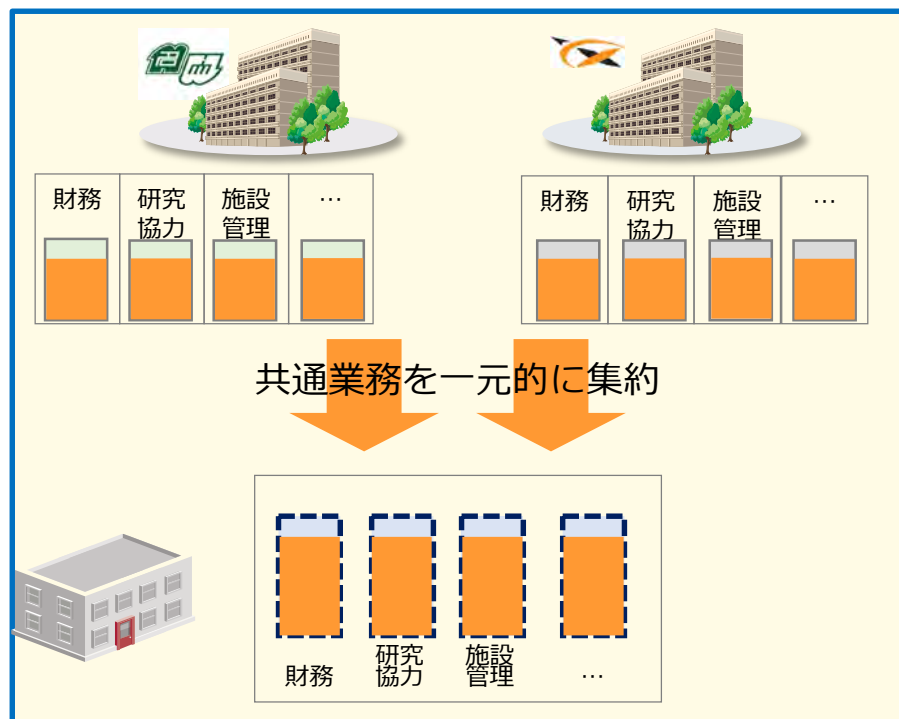 財務 研究 施設 …
協力 管理
財務 研究 施設 …
協力 管理
共通業務を一元的に集約
研究 施設
財務 協力 管理 …